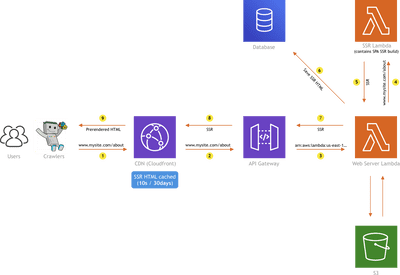 Database
SSR Lambda
(contains SPA SSR build)
6
Save SSR HTML
5
SSR
www.mysite.com/about
4
9
Prerendered HTML
8
SSR
7
SSR
Users
Crawlers
www.mysite.com/about
1
CDN (CloudFront)
www.mysite.com/about
2
API Gateway
arn:aws:lambda:us-east-1...
3
Web Server Lambda
SSR HTML cached
(10s / 30days)
S3